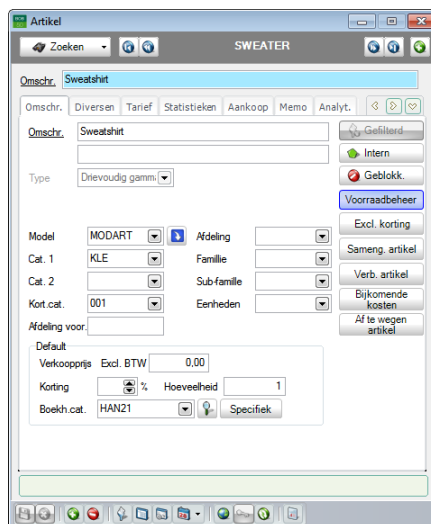 Artikel
Zoeken
SWEATER
Omschr. Sweatshirt
Omschr. Diversen Tarief Statistieken Aankoop Memo Analyt.
Omschr. Sweatshirt
Gefilterd
Intern
Type Drievoudig gamm
Geblokk.
Voorraadbeheer
Excl. korting
Model MODART Afdeling
Sameng. artikel
Cat. 1 KLE Famillie
Verb. artikel
Cat. 2 Sub-famille
Bijkomende kosten
Kort.cat. 001 Eenheden
Af te wegen artikel
Afdeling voor.
Default
Verkoopprijs Excl. BTW 0,00
Korting % Hoeveelheid 1
Boekh.cat. HAN21 Specifiek